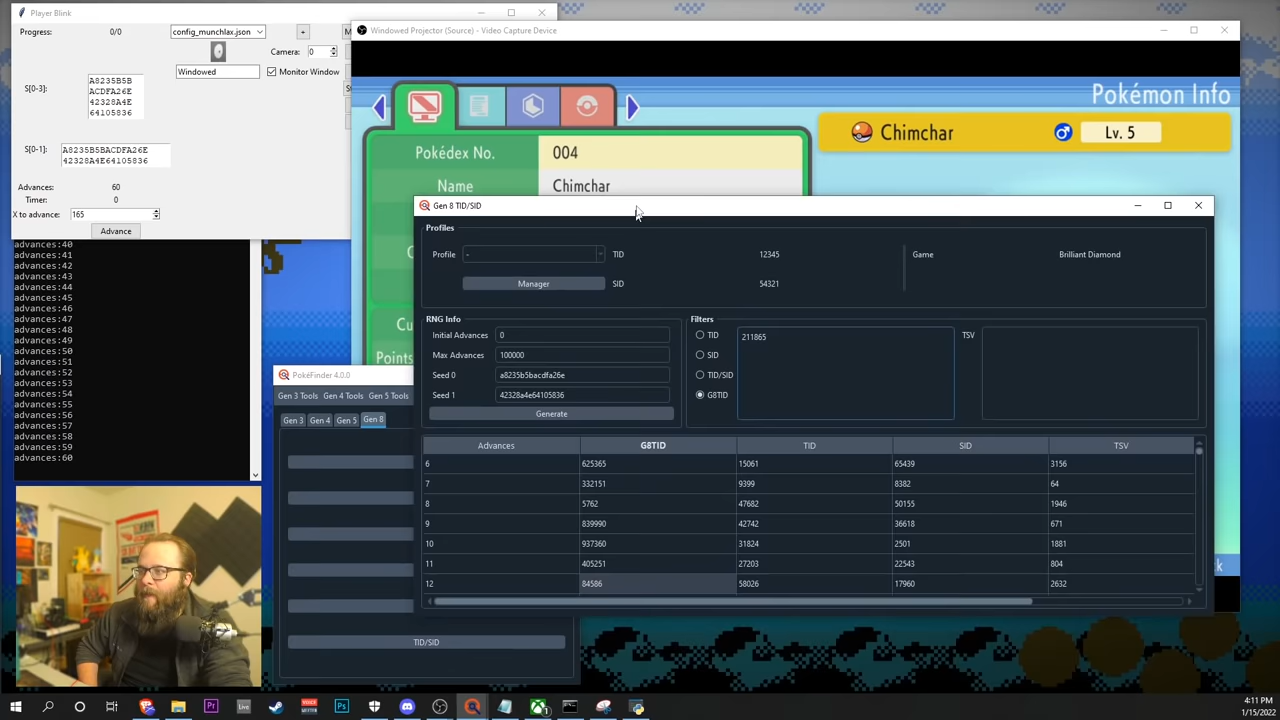 Player Blink
Progress:
0/0
config_munchlax.json
+
M
Camera:
0
Windowed
Monitor Window
S[0-3]:
A8235B5B
ACDFA26E
42328A4E
64105836
S[0-1]:
A8235B5BACDFA26E
42328A4E64105836
Advances:
60
Timer:
0
X to advance:
165
Advance
advances:40
advances:41
advances:42
advances:43
advances:44
advances:45
advances:46
advances:47
advances:48
advances:49
advances:50
advances:51
advances:52
advances:53
advances:54
advances:55
advances:56
advances:57
advances:58
advances:59
advances:60
Windowed Projector (Source) - Video Capture Device
Pokémon Info
Chimchar
Lv. 5
Pokédex No.
004
Name
Chimchar
Cu
Points
PokéFinder 4.0.0
Gen 3 Tools
Gen 4 Tools
Gen 5 Tools
Gen 3
Gen 4
Gen 5
Gen 8
TID/SID
Gen 8 TID/SID
Profiles
Profile
-
TID
12345
Game
Brilliant Diamond
Manager
SID
54321
RNG Info
Initial Advances
0
Max Advances
100000
Seed 0
a8235b5bacdfa26e
Seed 1
42328a4e64105836
Generate
Filters
TID
SID
TID/SID
G8TID
211865
TSV
Advances G8TID TID SID TSV
6 625365 15061 65439 3156
7 332151 9399 8382 64
8 5762 47682 50155 1946
9 839990 42742 36618 671
10 937360 31824 2501 1881
11 405251 27203 22543 804
12 84586 58026 17960 2632
4:11 PM
1/15/2022